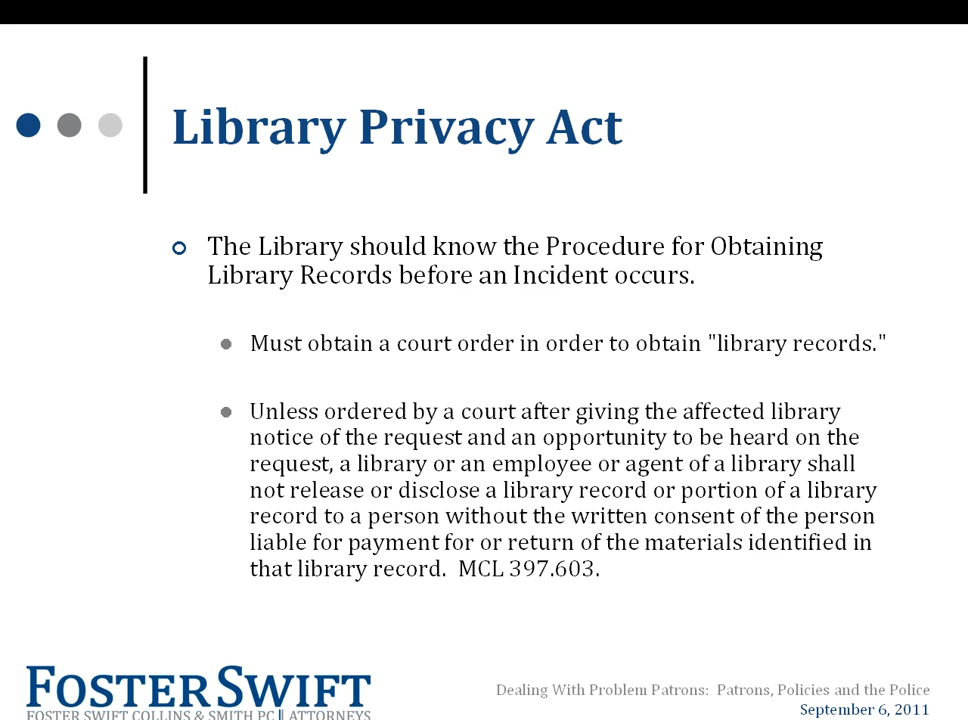 Library Privacy Act
The Library should know the Procedure for Obtaining
Library Records before an Incident occurs.
Must obtain a court order in order to obtain "library records."
Unless ordered by a court after giving the affected library
notice of the request and an opportunity to be heard on the
request, a library or an employee or agent of a library shall
not release or disclose a library record or portion of a library
record to a person without the written consent of the person
liable for payment for or return of the materials identified in
that library record.  MCL 397.603.
FOSTER SWIFT
FOSTER SWIFT COLLINS & SMITH PC || ATTORNEYS
Dealing With Problem Patrons:  Patrons, Policies and the Police
September 6, 2011